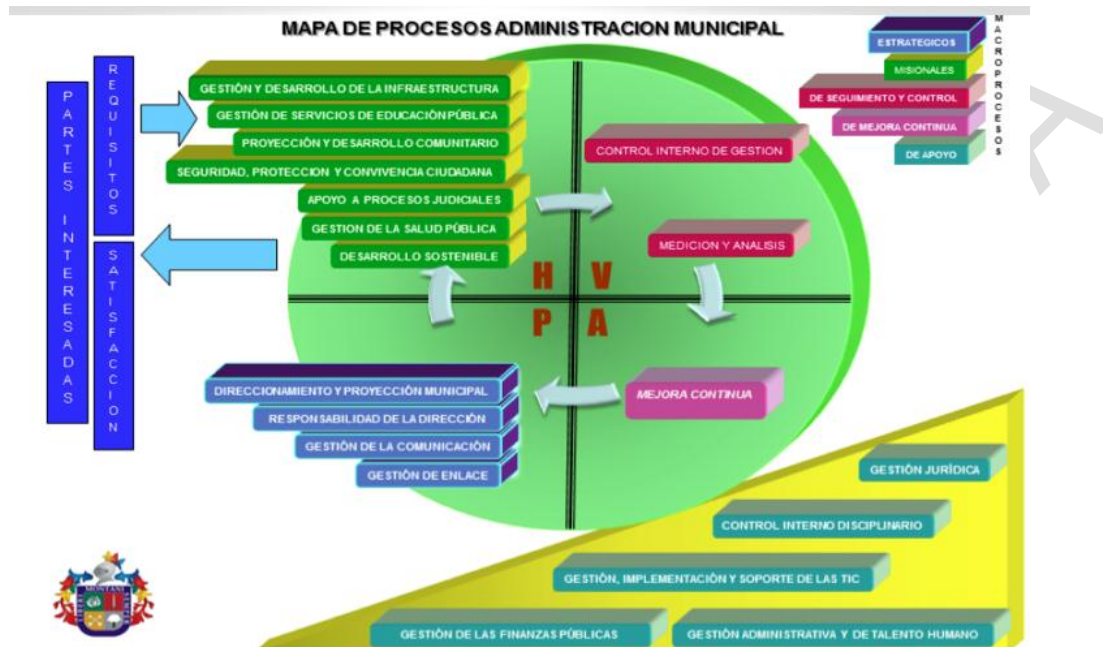 MAPA DE PROCESOS ADMINISTRACION MUNICIPAL
MACROPROCESOS
ESTRATEGICOS
MISIONALES
DE SEGUIMIENTO Y CONTROL
DE MEJORA CONTINUA
DE APOYO
PARTES INTERESADAS
REQUISITOS
SATISFACCION
GESTIÓN Y DESARROLLO DE LA INFRAESTRUCTURA
GESTIÓN DE SERVICIOS DE EDUCACIÓN PÚBLICA
PROYECCIÓN Y DESARROLLO COMUNITARIO
SEGURIDAD, PROTECCION Y CONVIVENCIA CIUDADANA
APOYO A PROCESOS JUDICIALES
GESTION DE LA SALUD PÚBLICA
DESARROLLO SOSTENIBLE
CONTROL INTERNO DE GESTION
MEDICION Y ANALISIS
H V
P A
DIRECCIONAMIENTO Y PROYECCIÓN MUNICIPAL
RESPONSABILIDAD DE LA DIRECCIÓN
GESTIÓN DE LA COMUNICACIÓN
GESTIÓN DE ENLACE
MEJORA CONTINUA
GESTIÓN JURÍDICA
CONTROL INTERNO DISCIPLINARIO
GESTIÓN, IMPLEMENTACIÓN Y SOPORTE DE LAS TIC
GESTIÓN DE LAS FINANZAS PÚBLICAS
GESTIÓN ADMINISTRATIVA Y DE TALENTO HUMANO
MONTANI
SEMPER